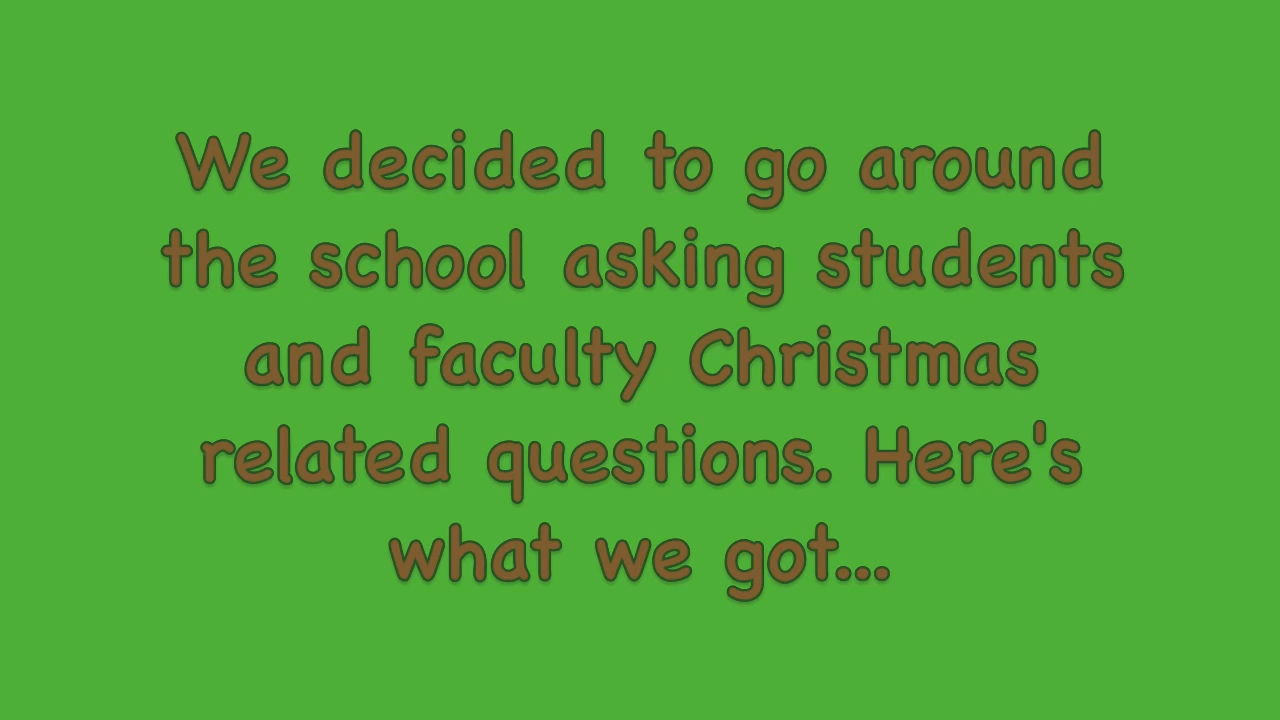 We decided to go around
the school asking students
and faculty Christmas
related questions. Here's
what we got...